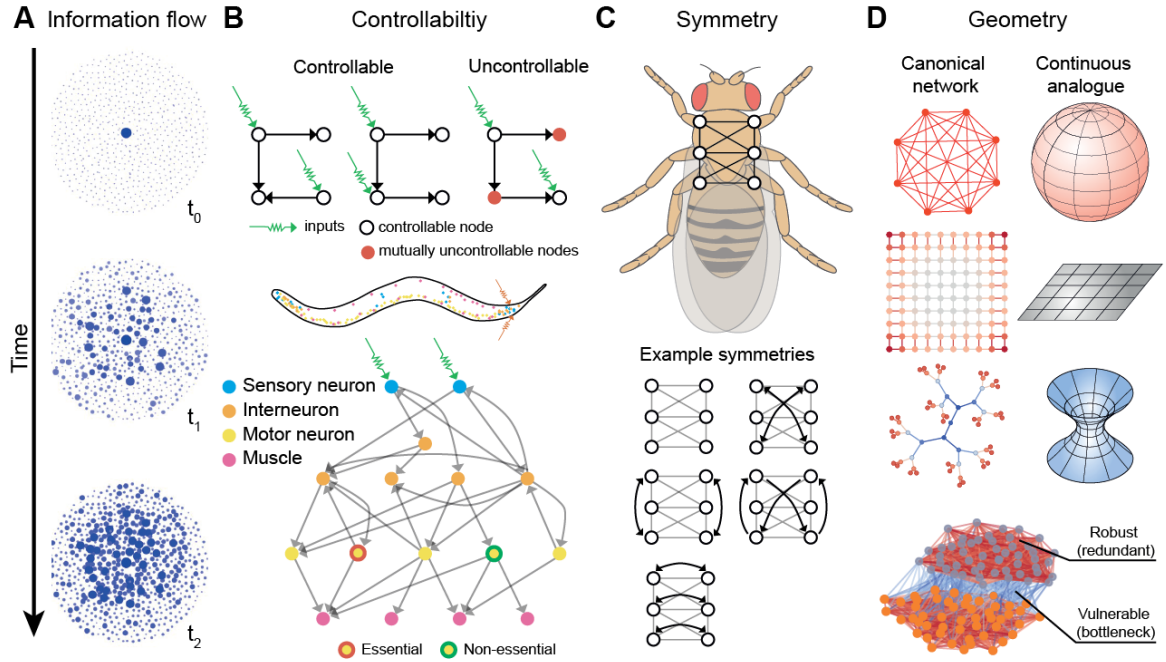 A Information flow
Time
t0
t1
t2
B Controllabiltiy
Controllable
Uncontrollable
inputs
controllable node
mutually uncontrollable nodes
Sensory neuron
Interneuron
Motor neuron
Muscle
Essential
Non-essential
C Symmetry
Example symmetries
D Geometry
Canonical
network
Continuous
analogue
Robust
(redundant)
Vulnerable
(bottleneck)